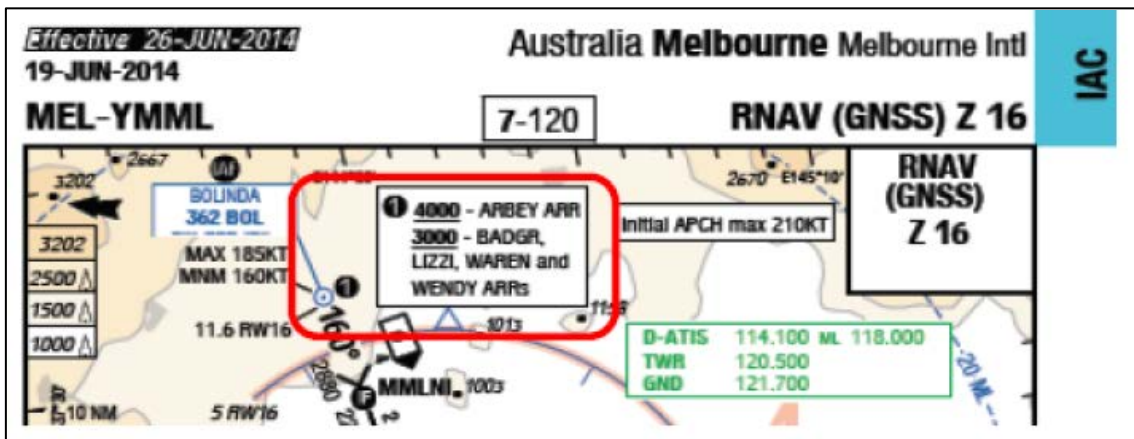 Effective 26-JUN-2014
19-JUN-2014
Australia Melbourne Melbourne Intl
IAC
MEL-YMML
7-120
RNAV (GNSS) Z 16
2667
3202
IAF
BOLINDA
362 BOL
❶ 4000 - ARBEY ARR
3000 - BADGR,
LIZZI, WAREN and
WENDY ARRs
2670 E145°10'
Initial APCH max 210KT
RNAV
(GNSS)
Z 16
3202
2500
1500
1000
MAX 185KT
MNM 160KT
❶
11.6 RW16
160°
1013
D-ATIS 114.100 ML 118.000
TWR 120.500
GND 121.700
20 ML
2680
F
MMLNI
1003
10 NM
5 RW16